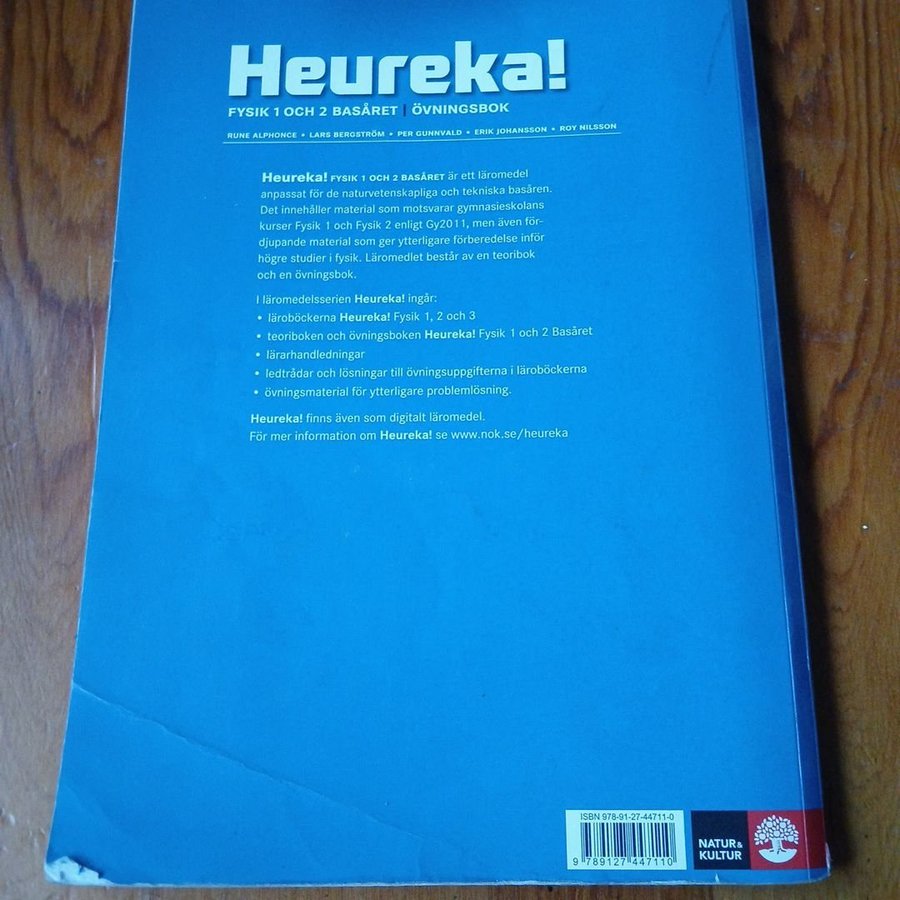 Heureka!
FYSIK 1 OCH 2 BASÅRET | ÖVNINGSBOK
RUNE ALPHONCE • LARS BERGSTRÖM • PER GUNNVALD • ERIK JOHANSSON • ROY NILSSON
Heureka! FYSIK 1 OCH 2 BASÅRET är ett läromedel
anpassat för de naturvetenskapliga och tekniska basåren.
Det innehåller material som motsvarar gymnasieskolans
kurser Fysik 1 och Fysik 2 enligt Gy2011, men även för-
djupande material som ger ytterligare förberedelse inför
högre studier i fysik. Läromedlet består av en teoribok
och en övningsbok.
I läromedelsserien Heureka! ingår:
• läroböckerna Heureka! Fysik 1, 2 och 3
• teoriboken och övningsboken Heureka! Fysik 1 och 2 Basåret
• lärarhandledningar
• ledtrådar och lösningar till övningsuppgifterna i läroböckerna
• övningsmaterial för ytterligare problemlösning.
Heureka! finns även som digitalt läromedel.
För mer information om Heureka! se www.nok.se/heureka
ISBN 978-91-27-44711-0
9 789127 447110
NATUR &
KULTUR